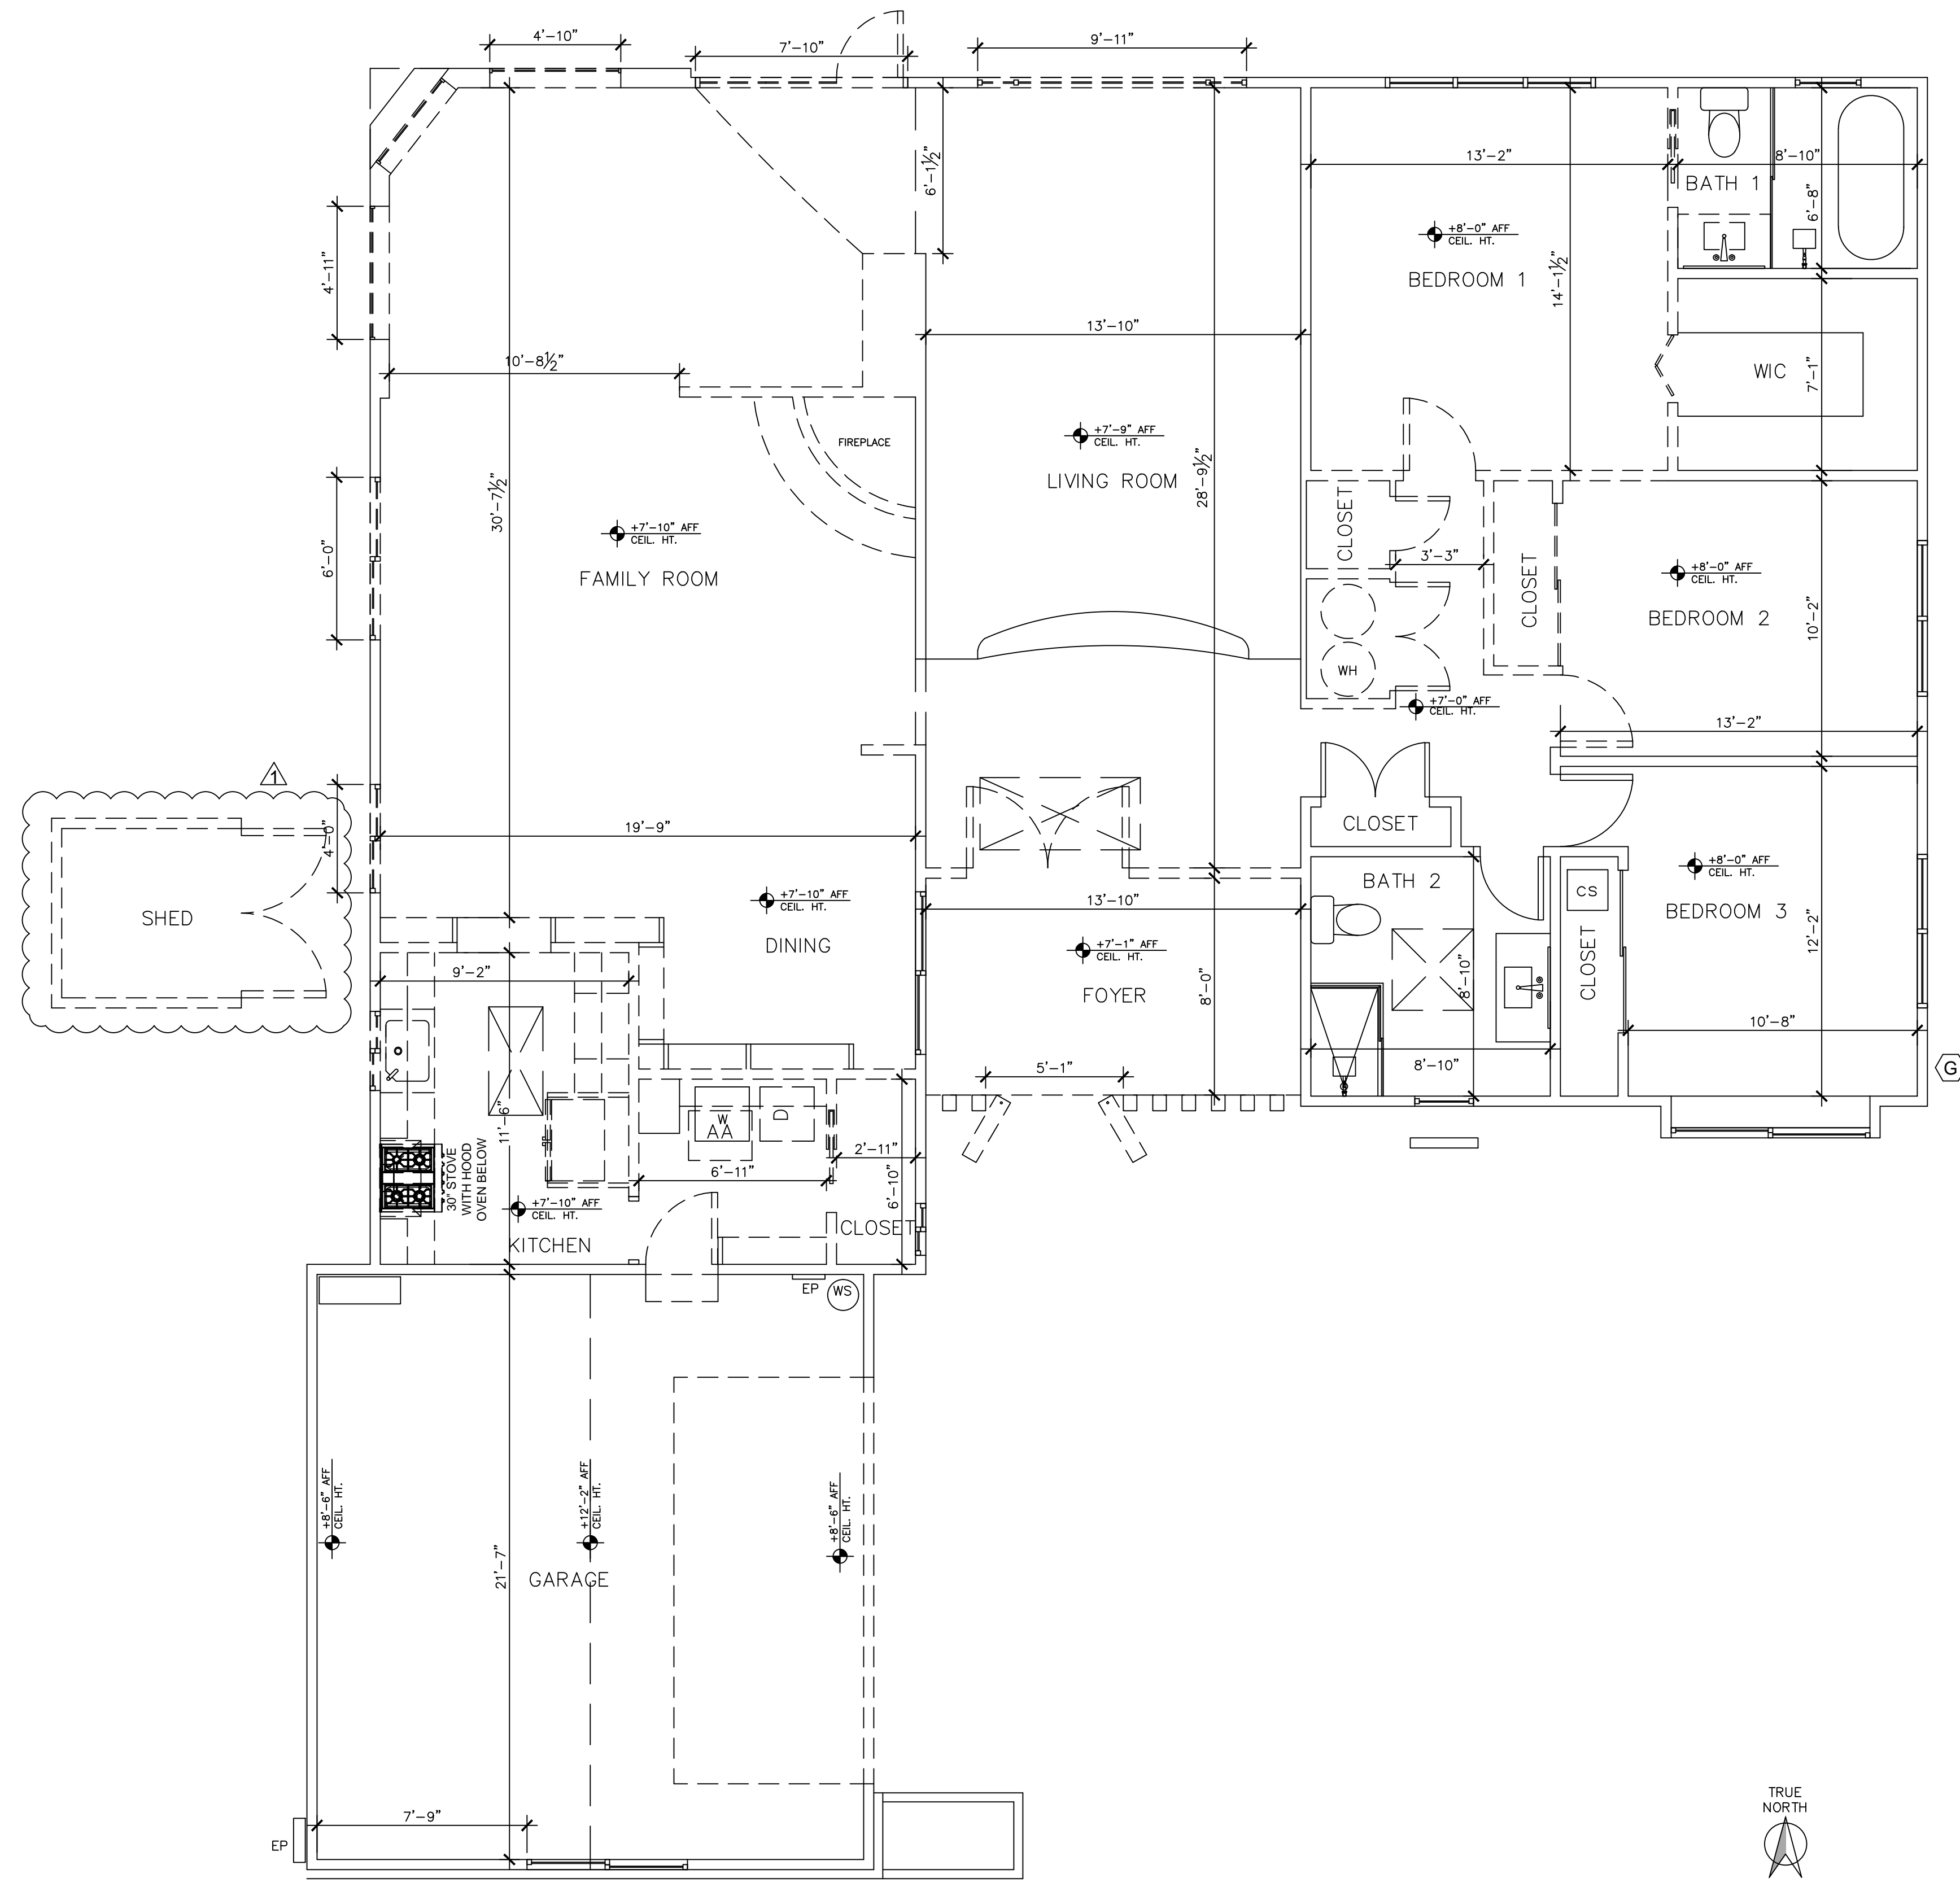 4'-10"
7'-10"
9'-11"
6'-1½"
13'-2"
8'-10"
BATH 1
6'-8"
+8'-0" AFF
CEIL. HT.
BEDROOM 1
14'-1½"
4'-11"
13'-10"
10'-8½"
WIC
7'-1"
FIREPLACE
+7'-9" AFF
CEIL. HT.
LIVING ROOM
28'-9½"
30'-7½"
CLOSET
+7'-10" AFF
CEIL. HT.
FAMILY ROOM
6'-0"
3'-3"
CLOSET
+8'-0" AFF
CEIL. HT.
BEDROOM 2
10'-2"
WH
+7'-0" AFF
CEIL. HT.
13'-2"
1
4'-0"
19'-9"
CLOSET
SHED
+7'-10" AFF
CEIL. HT.
DINING
13'-10"
BATH 2
CS
+8'-0" AFF
CEIL. HT.
BEDROOM 3
12'-2"
+7'-1" AFF
CEIL. HT.
FOYER
8'-0"
8'-10"
CLOSET
9'-2"
10'-8"
8'-10"
5'-1"
G
11'-6"
W
AA
D
2'-11"
6'-11"
6'-10"
30" STOVE
WITH HOOD
OVEN BELOW
+7'-10" AFF
CEIL. HT.
KITCHEN
CLOSET
EP
WS
+8'-6" AFF
CEIL. HT.
+12'-2" AFF
CEIL. HT.
+8'-6" AFF
CEIL. HT.
21'-7"
GARAGE
7'-9"
EP
TRUE
NORTH